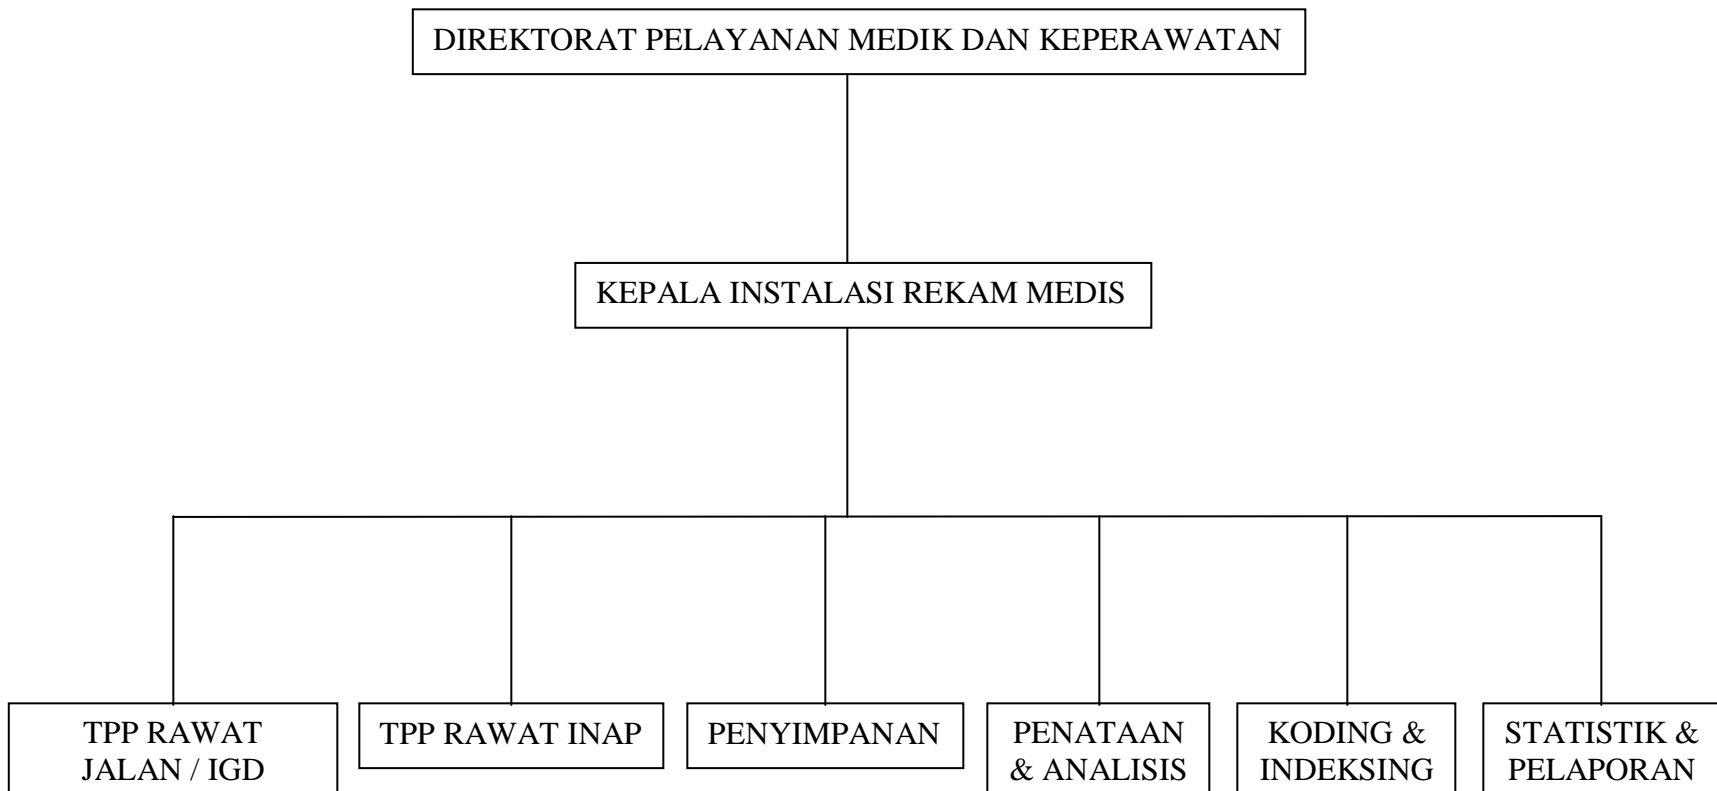 DIREKTORAT PELAYANAN MEDIK DAN KEPERAWATAN
KEPALA INSTALASI REKAM MEDIS
TPP RAWAT
JALAN / IGD
TPP RAWAT INAP
PENYIMPANAN
PENATAAN
& ANALISIS
KODING &
INDEKSING
STATISTIK &
PELAPORAN